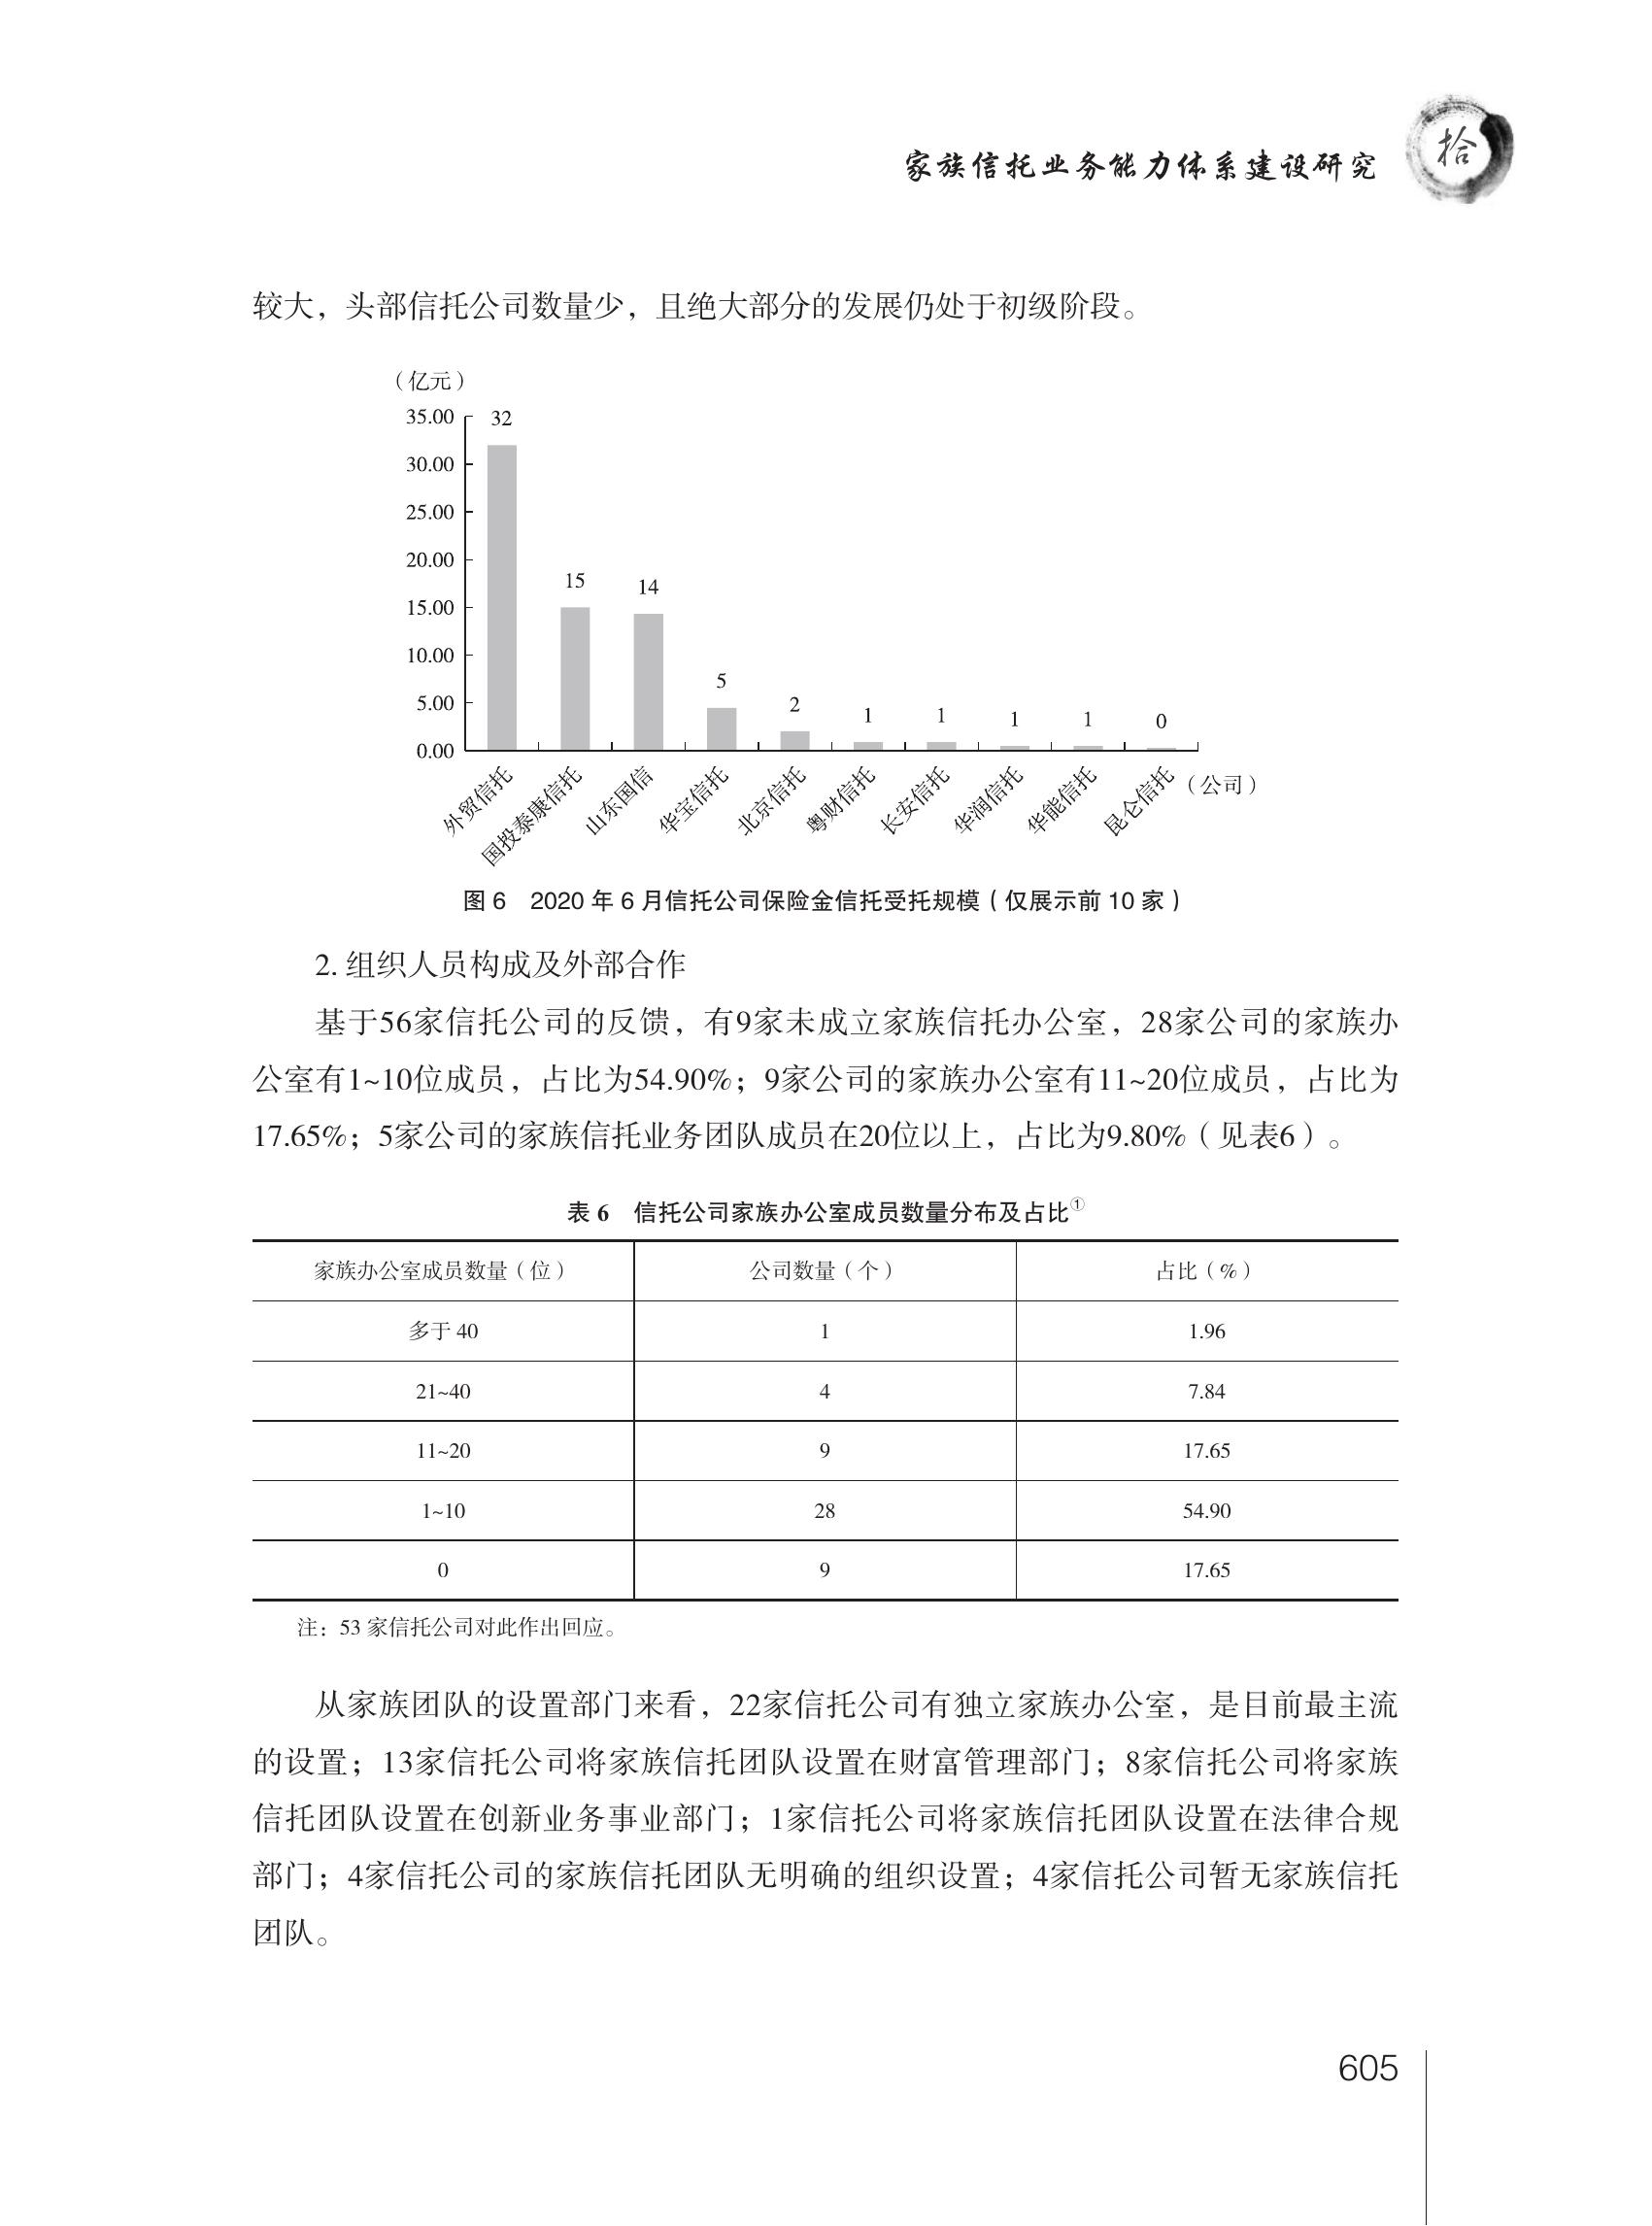 家族信托业务能力体系建设研究
拾
较大，头部信托公司数量少，且绝大部分的发展仍处于初级阶段。
（亿元）
35.00
30.00
25.00
20.00
15.00
10.00
5.00
0.00
32
15
14
5
2
1
1
1
1
0
外贸信托
国投泰康信托
山东国信
华宝信托
北京信托
粤财信托
长安信托
华润信托
华能信托
昆仑信托
（公司）
图 6　2020 年 6 月信托公司保险金信托受托规模（仅展示前 10 家）
2. 组织人员构成及外部合作
基于56家信托公司的反馈，有9家未成立家族信托办公室，28家公司的家族办
公室有1~10位成员，占比为54.90%；9家公司的家族办公室有11~20位成员，占比为
17.65%；5家公司的家族信托业务团队成员在20位以上，占比为9.80%（见表6）。
表 6　信托公司家族办公室成员数量分布及占比①
家族办公室成员数量（位） 公司数量（个） 占比（%）
多于 40 1 1.96
21~40 4 7.84
11~20 9 17.65
1~10 28 54.90
0 9 17.65
注：53 家信托公司对此作出回应。
从家族团队的设置部门来看，22家信托公司有独立家族办公室，是目前最主流
的设置；13家信托公司将家族信托团队设置在财富管理部门；8家信托公司将家族
信托团队设置在创新业务事业部门；1家信托公司将家族信托团队设置在法律合规
部门；4家信托公司的家族信托团队无明确的组织设置；4家信托公司暂无家族信托
团队。
605